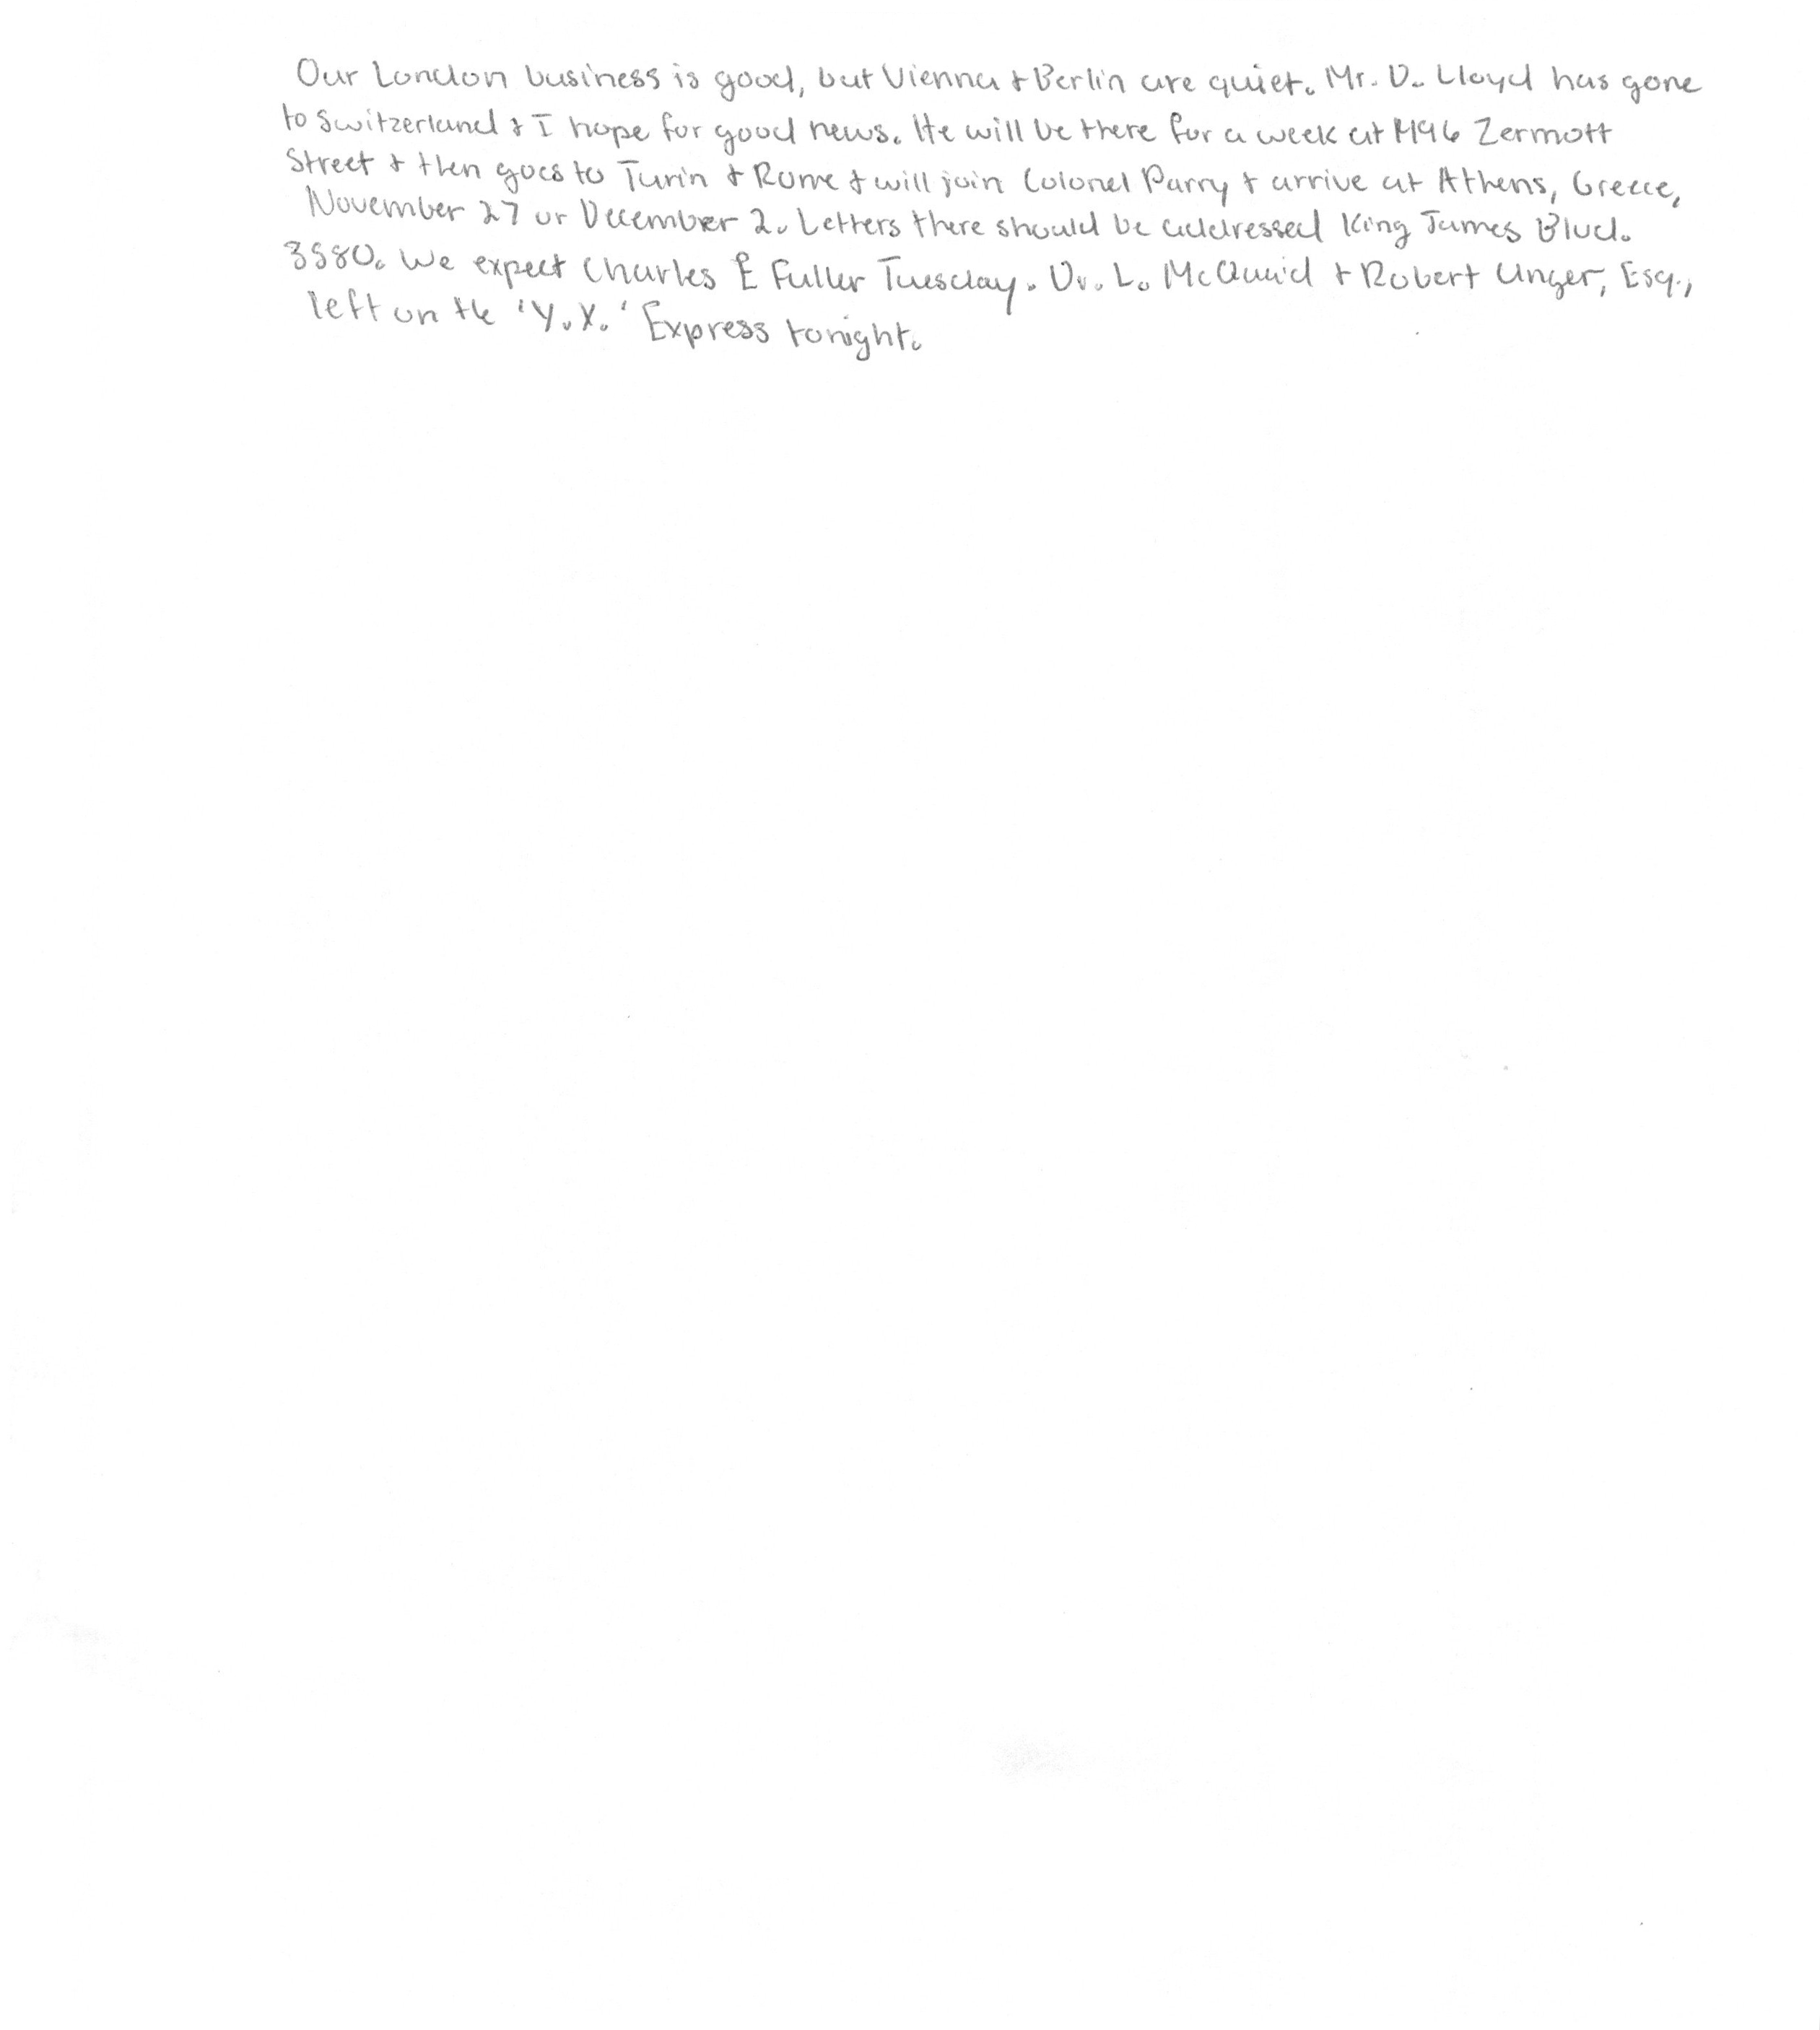 Our London business is good, but Vienna + Berlin are quiet. Mr. D. Lloyd has gone
to Switzerland + I hope for good news. He will be there for a week at 1496 Zermott
Street + then goes to Turin + Rome + will join Colonel Parry + arrive at Athens, Greece,
November 27 or December 2. Letters there should be addressed King James Blvd.
3580. We expect Charles E Fuller Tuesday. Dr. L. McQuaid + Robert Unger, Esq.,
left on the 'Y.X.' Express tonight.